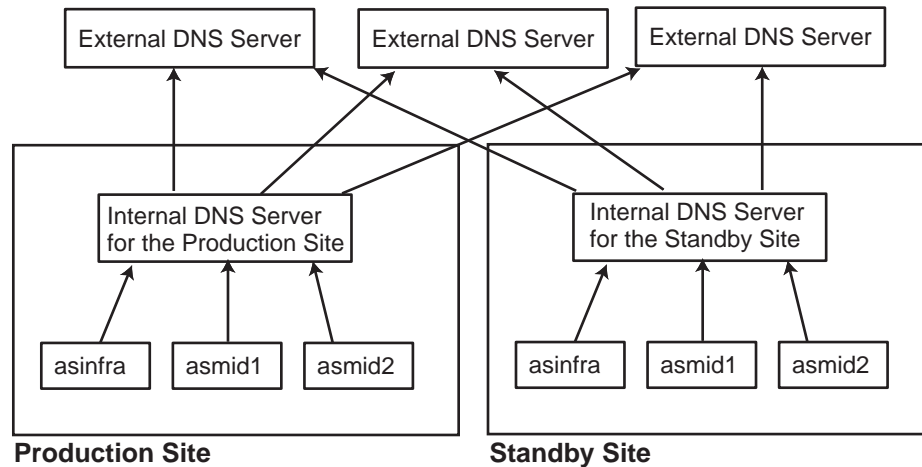 External DNS Server
External DNS Server
External DNS Server
Internal DNS Server
for the Production Site
Internal DNS Server
for the Standby Site
asinfra
asmid1
asmid2
asinfra
asmid1
asmid2
Production Site
Standby Site